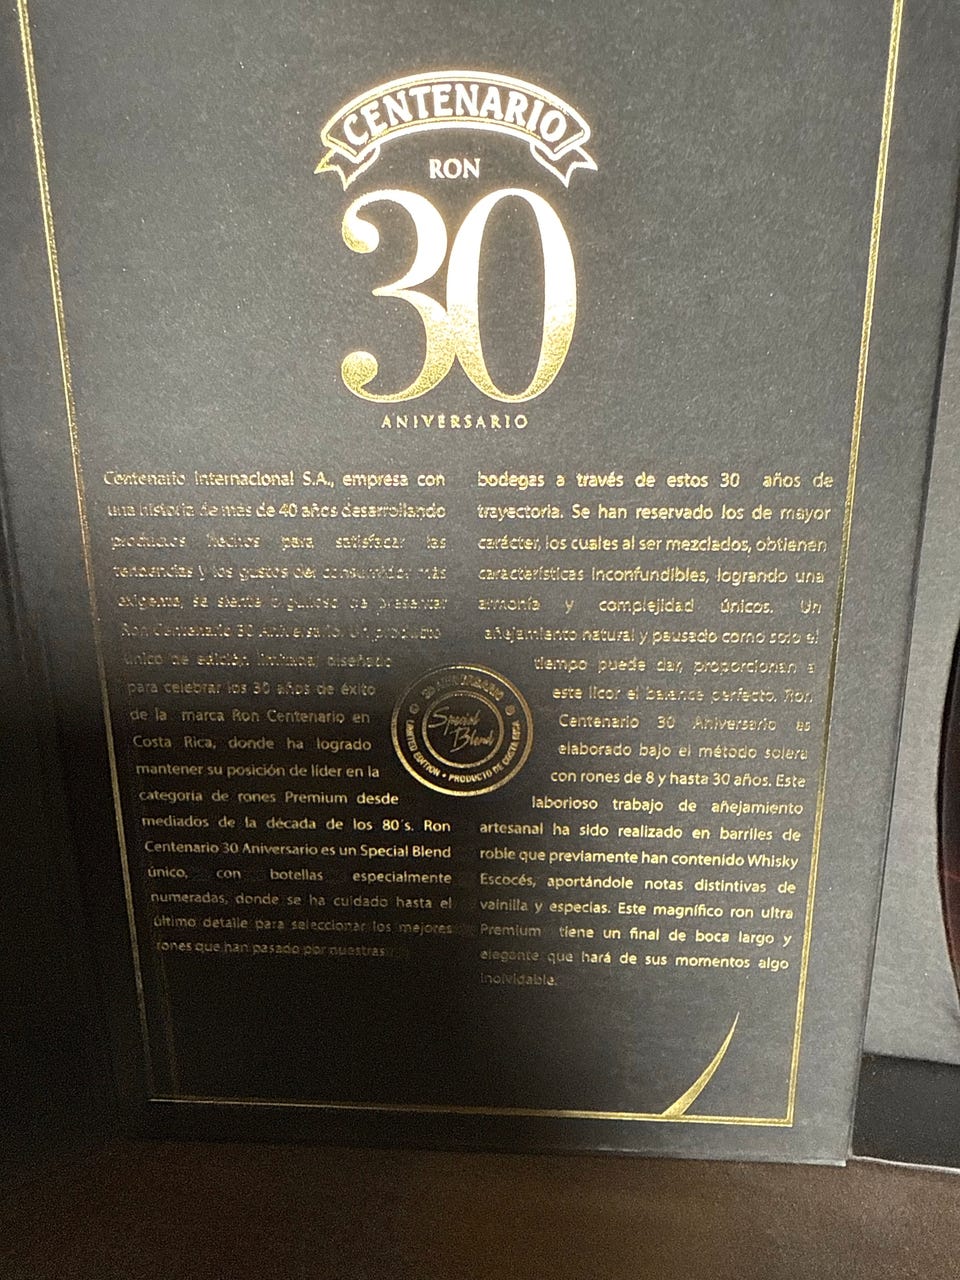 CENTENARIO
RON
30
ANIVERSARIO
Centenario Internacional S.A., empresa con
una historia de más de 40 años desarrollando
productos hechos para satisfacer las
tendencias y los gustos del consumidor más
exigente, se siente orgulloso de presentar
Ron Centenario 30 Aniversario. Un producto
único de edición limitada, diseñado
para celebrar los 30 años de éxito
de la marca Ron Centenario en
Costa Rica, donde ha logrado
mantener su posición de líder en la
categoría de rones Premium desde
mediados de la década de los 80´s. Ron
Centenario 30 Aniversario es un Special Blend
único, con botellas especialmente
numeradas, donde se ha cuidado hasta el
último detalle para seleccionar los mejores
rones que han pasado por nuestras
bodegas a través de estos 30 años de
trayectoria. Se han reservado los de mayor
carácter, los cuales al ser mezclados, obtienen
características inconfundibles, logrando una
armonía y complejidad únicos. Un
añejamiento natural y pausado como solo el
tiempo puede dar, proporcionan a
este licor el balance perfecto. Ron
Centenario 30 Aniversario es
elaborado bajo el método solera
con rones de 8 y hasta 30 años. Este
laborioso trabajo de añejamiento
artesanal ha sido realizado en barriles de
roble que previamente han contenido Whisky
Escocés, aportándole notas distintivas de
vainilla y especias. Este magnífico ron ultra
Premium tiene un final de boca largo y
elegante que hará de sus momentos algo
inolvidable.
30 ANIVERSARIO
Special
Blend
LIMITED EDITION • PRODUCTO DE COSTA RICA